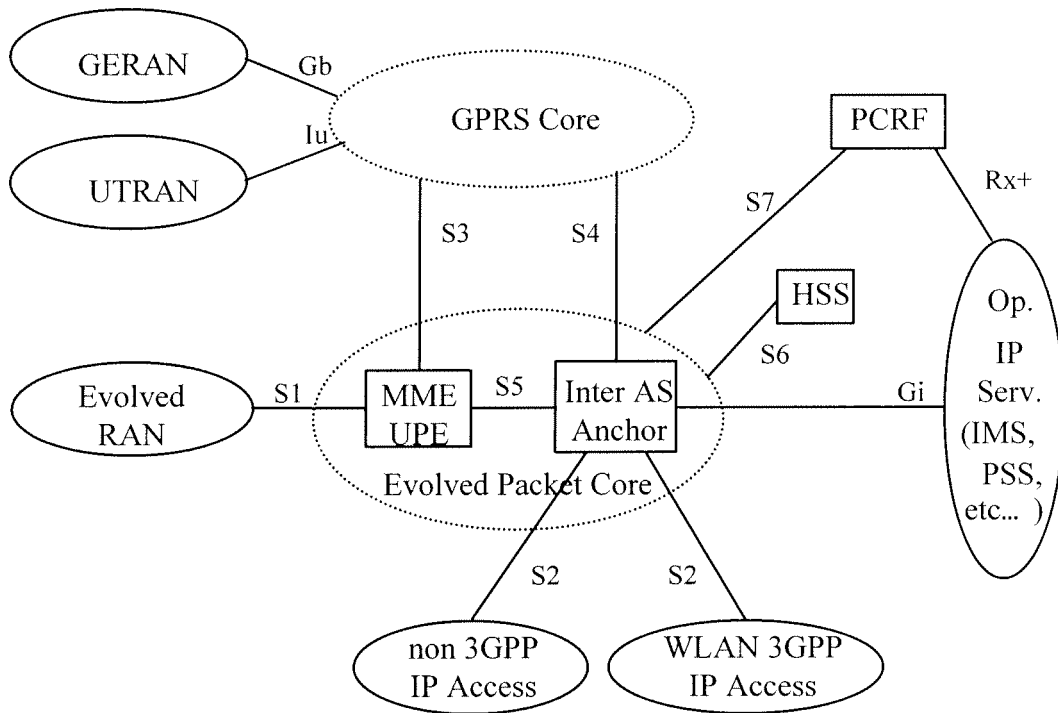 GERAN
Gb
GPRS Core
PCRF
Iu
UTRAN
Rx+
S7
S3
S4
HSS
Op.
IP
Serv.
(IMS,
PSS,
etc... )
S6
Evolved
RAN
S1
MME
UPE
S5
Inter AS
Anchor
Gi
Evolved Packet Core
S2
S2
non 3GPP
IP Access
WLAN 3GPP
IP Access